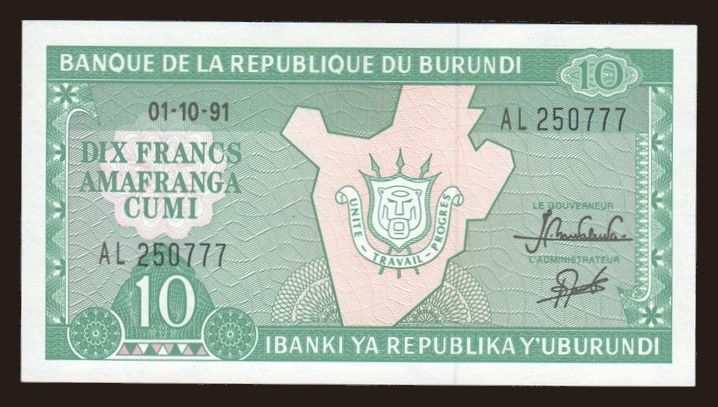 BANQUE DE LA REPUBLIQUE DU BURUNDI
10
01-10-91
AL 250777
DIX FRANCS
AMAFRANGA
CUMI
UNITE - TRAVAIL - PROGRES
LE GOUVERNEUR
L'ADMINISTRATEUR
AL 250777
10
IBANKI YA REPUBLIKA Y'UBURUNDI